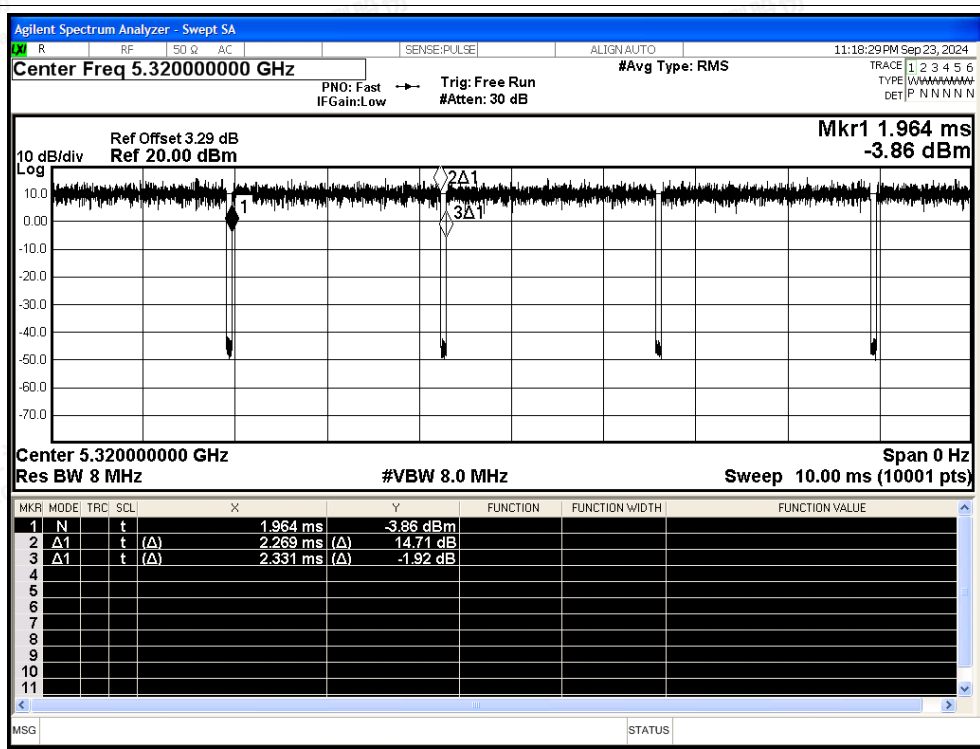 Agilent Spectrum Analyzer - Swept SA
LXI R RF 50 Ω AC SENSE:PULSE ALIGN AUTO 11:18:29 PM Sep 23, 2024
Center Freq 5.320000000 GHz #Avg Type: RMS TRACE 1 2 3 4 5 6
PNO: Fast Trig: Free Run TYPE W
IFGain:Low #Atten: 30 dB DET P N N N N N
Mkr1 1.964 ms
-3.86 dBm
Ref Offset 3.29 dB
10 dB/div Ref 20.00 dBm
Log
10.0
0.00
-10.0
-20.0
-30.0
-40.0
-50.0
-60.0
-70.0
1
2Δ1
3Δ1
Center 5.320000000 GHz Span 0 Hz
Res BW 8 MHz #VBW 8.0 MHz Sweep 10.00 ms (10001 pts)
MKR MODE TRC SCL X Y FUNCTION FUNCTION WIDTH FUNCTION VALUE
1 N t 1.964 ms -3.86 dBm
2 Δ1 t (Δ) 2.269 ms (Δ) 14.71 dB
3 Δ1 t (Δ) 2.331 ms (Δ) -1.92 dB
4
5
6
7
8
9
10
11
MSG STATUS